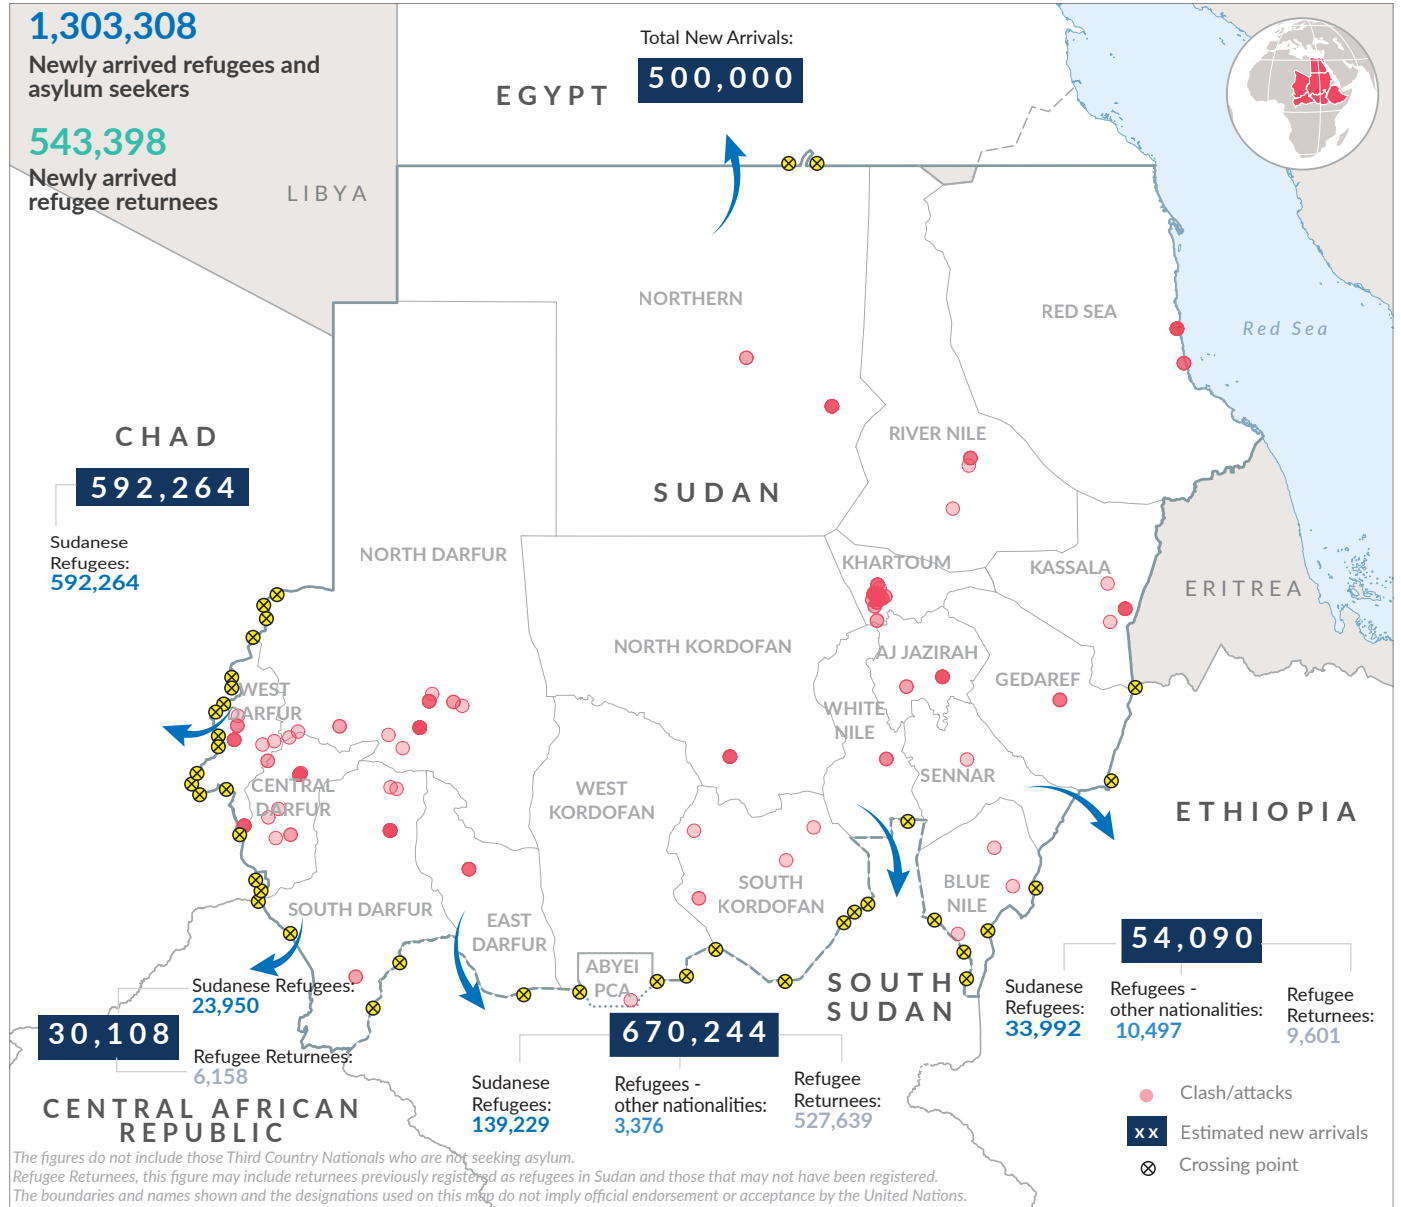 1,303,308
Newly arrived refugees and
asylum seekers
543,398
Newly arrived
refugee returnees
LIBYA
EGYPT
Total New Arrivals:
500,000
NORTHERN
RED SEA
Red Sea
CHAD
592,264
Sudanese
Refugees:
592,264
RIVER NILE
SUDAN
NORTH DARFUR
KHARTOUM
KASSALA
ERITREA
NORTH KORDOFAN
AJ JAZIRAH
GEDAREF
WEST
DARFUR
WHITE
NILE
SENNAR
CENTRAL
DARFUR
WEST
KORDOFAN
ETHIOPIA
SOUTH
KORDOFAN
BLUE
NILE
SOUTH DARFUR
EAST
DARFUR
ABYEI
PCA
SOUTH
SUDAN
54,090
Sudanese
Refugees:
33,992
Refugees -
other nationalities:
10,497
Refugee
Returnees:
9,601
Sudanese Refugees:
23,950
30,108
Refugee Returnees:
6,158
CENTRAL AFRICAN
REPUBLIC
670,244
Sudanese
Refugees:
139,229
Refugees -
other nationalities:
3,376
Refugee
Returnees:
527,639
Clash/attacks
xx Estimated new arrivals
Crossing point
The figures do not include those Third Country Nationals who are not seeking asylum.
Refugee Returnees, this figure may include returnees previously registered as refugees in Sudan and those that may not have been registered.
The boundaries and names shown and the designations used on this map do not imply official endorsement or acceptance by the United Nations.